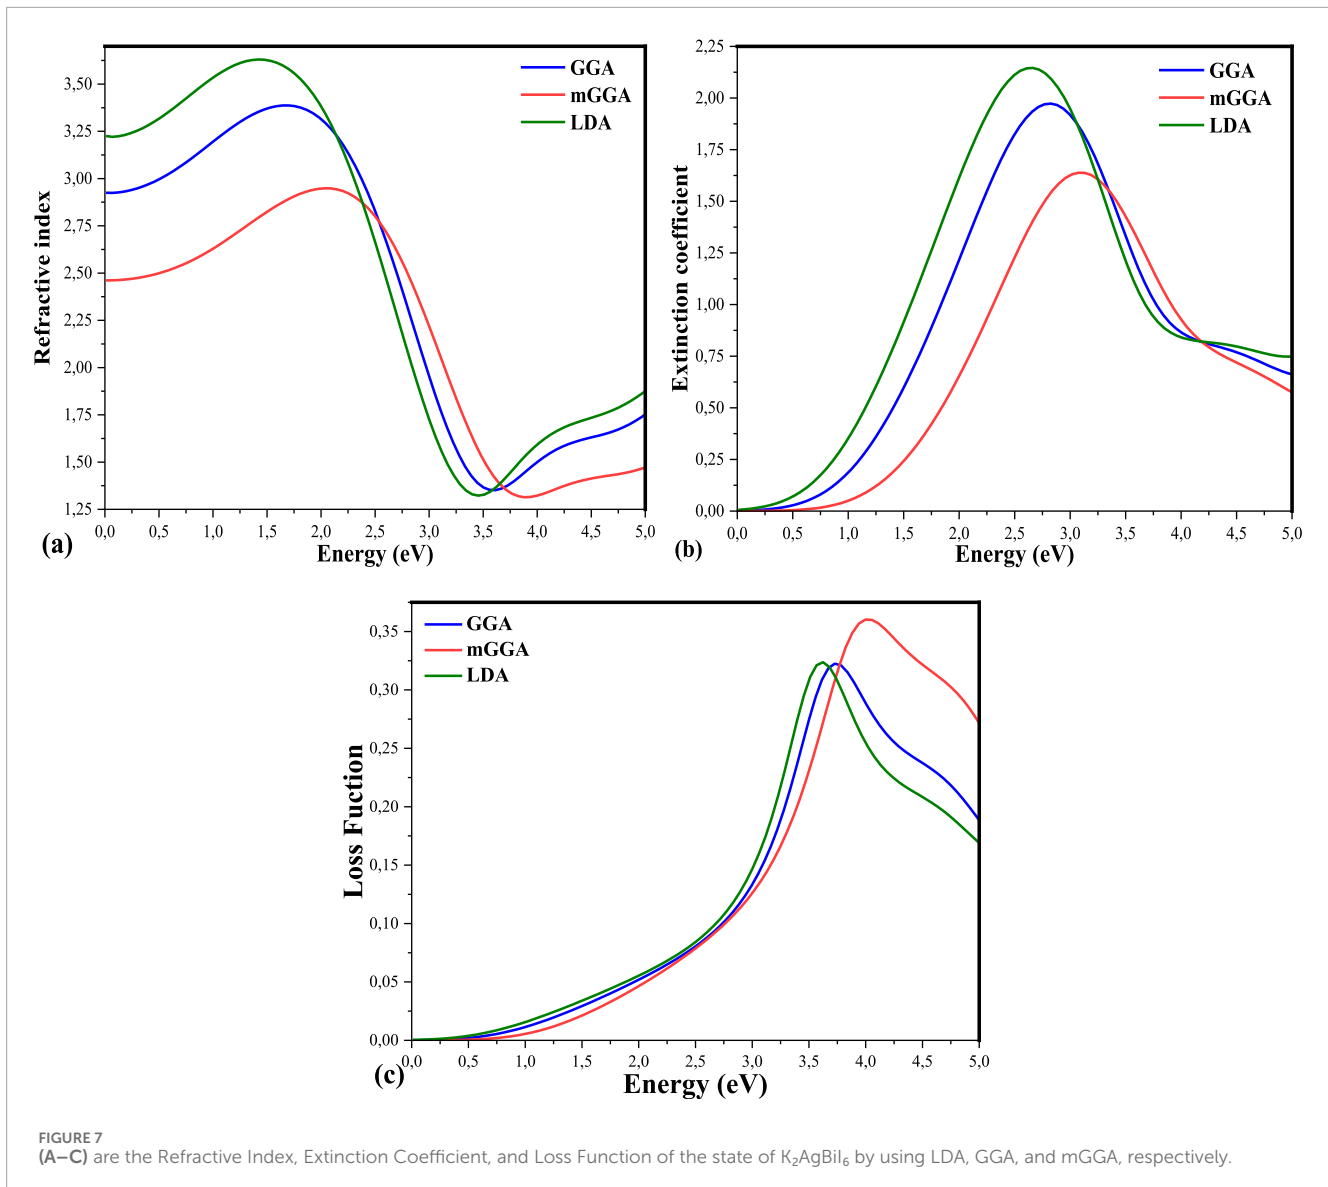 3,50
3,25
3,00
2,75
2,50
2,25
2,00
1,75
1,50
1,25
Refractive index
GGA
mGGA
LDA
0,0 0,5 1,0 1,5 2,0 2,5 3,0 3,5 4,0 4,5 5,0
(a)
Energy (eV)
2,25
2,00
1,75
1,50
1,25
1,00
0,75
0,50
0,25
0,00
Extinction coefficient
GGA
mGGA
LDA
0,0 0,5 1,0 1,5 2,0 2,5 3,0 3,5 4,0 4,5 5,0
(b)
Energy (eV)
0,35
0,30
0,25
0,20
0,15
0,10
0,05
0,00
Loss Fuction
GGA
mGGA
LDA
0,0 0,5 1,0 1,5 2,0 2,5 3,0 3,5 4,0 4,5 5,0
(c)
Energy (eV)
FIGURE 7
(A–C) are the Refractive Index, Extinction Coefficient, and Loss Function of the state of K₂AgBiI₆ by using LDA, GGA, and mGGA, respectively.